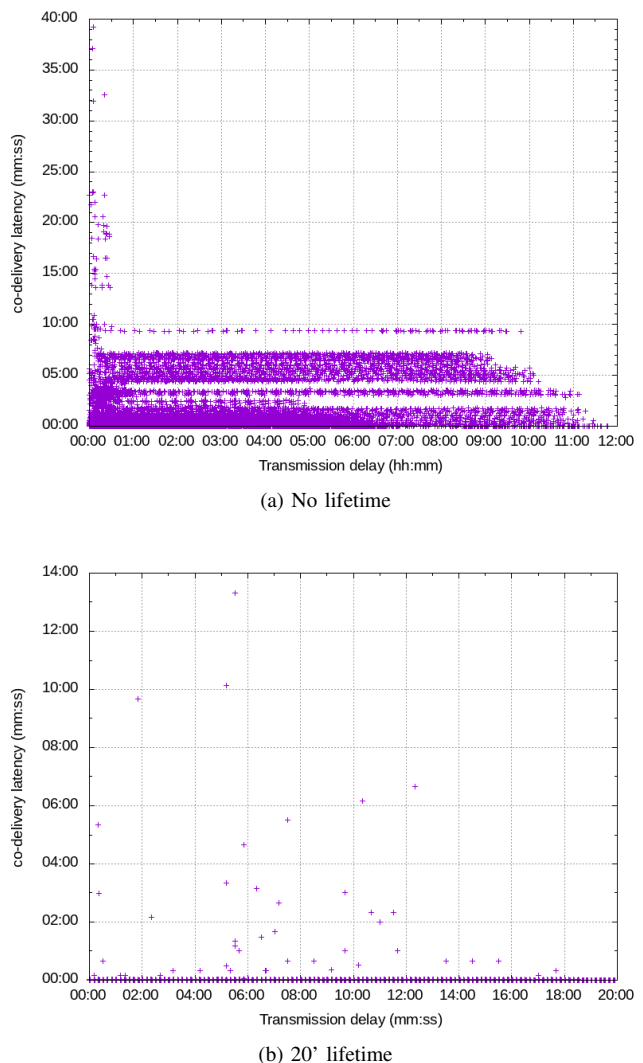 40:00
35:00
30:00
25:00
20:00
15:00
10:00
05:00
00:00
co-delivery latency (mm:ss)
00:00 01:00 02:00 03:00 04:00 05:00 06:00 07:00 08:00 09:00 10:00 11:00 12:00
Transmission delay (hh:mm)
(a) No lifetime
14:00
12:00
10:00
08:00
06:00
04:00
02:00
00:00
co-delivery latency (mm:ss)
00:00 02:00 04:00 06:00 08:00 10:00 12:00 14:00 16:00 18:00 20:00
Transmission delay (mm:ss)
(b) 20' lifetime